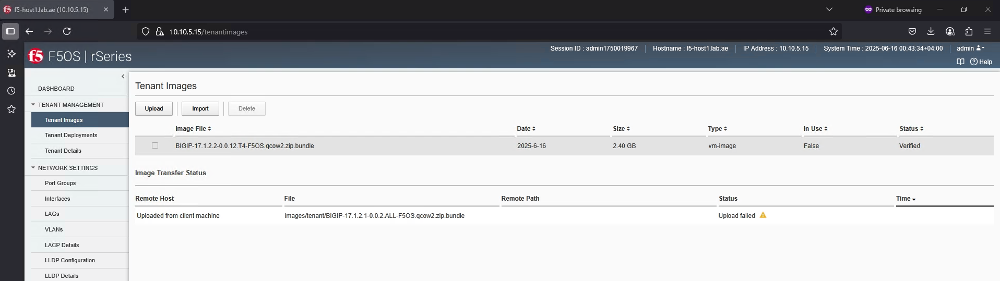 f5-host1.lab.ae (10.10.5.15)
Private browsing
10.10.5.15/tenantimages
f5 F5OS | rSeries
Session ID : admin1750019967 Hostname : f5-host1.lab.ae IP Address : 10.10.5.15 System Time : 2025-06-16 00:43:34+04:00 admin
Help
DASHBOARD
TENANT MANAGEMENT
Tenant Images
Tenant Deployments
Tenant Details
NETWORK SETTINGS
Port Groups
Interfaces
LAGs
VLANs
LACP Details
LLDP Configuration
LLDP Details
Tenant Images
Upload Import Delete
Image File Date Size Type In Use Status
BIGIP-17.1.2.2-0.0.12.T4-F5OS.qcow2.zip.bundle 2025-6-16 2.40 GB vm-image False Verified
Image Transfer Status
Remote Host File Remote Path Status Time
Uploaded from client machine images/tenant/BIGIP-17.1.2.1-0.0.2.ALL-F5OS.qcow2.zip.bundle Upload failed